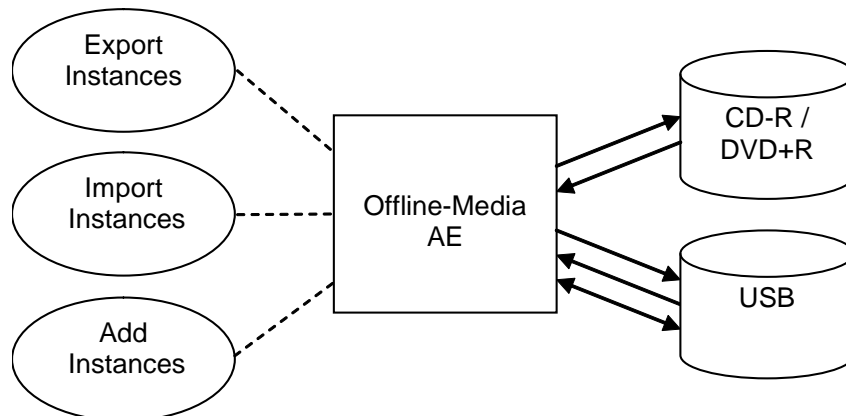 Export
Instances
Import
Instances
Add
Instances
Offline-Media
AE
CD-R /
DVD+R
USB